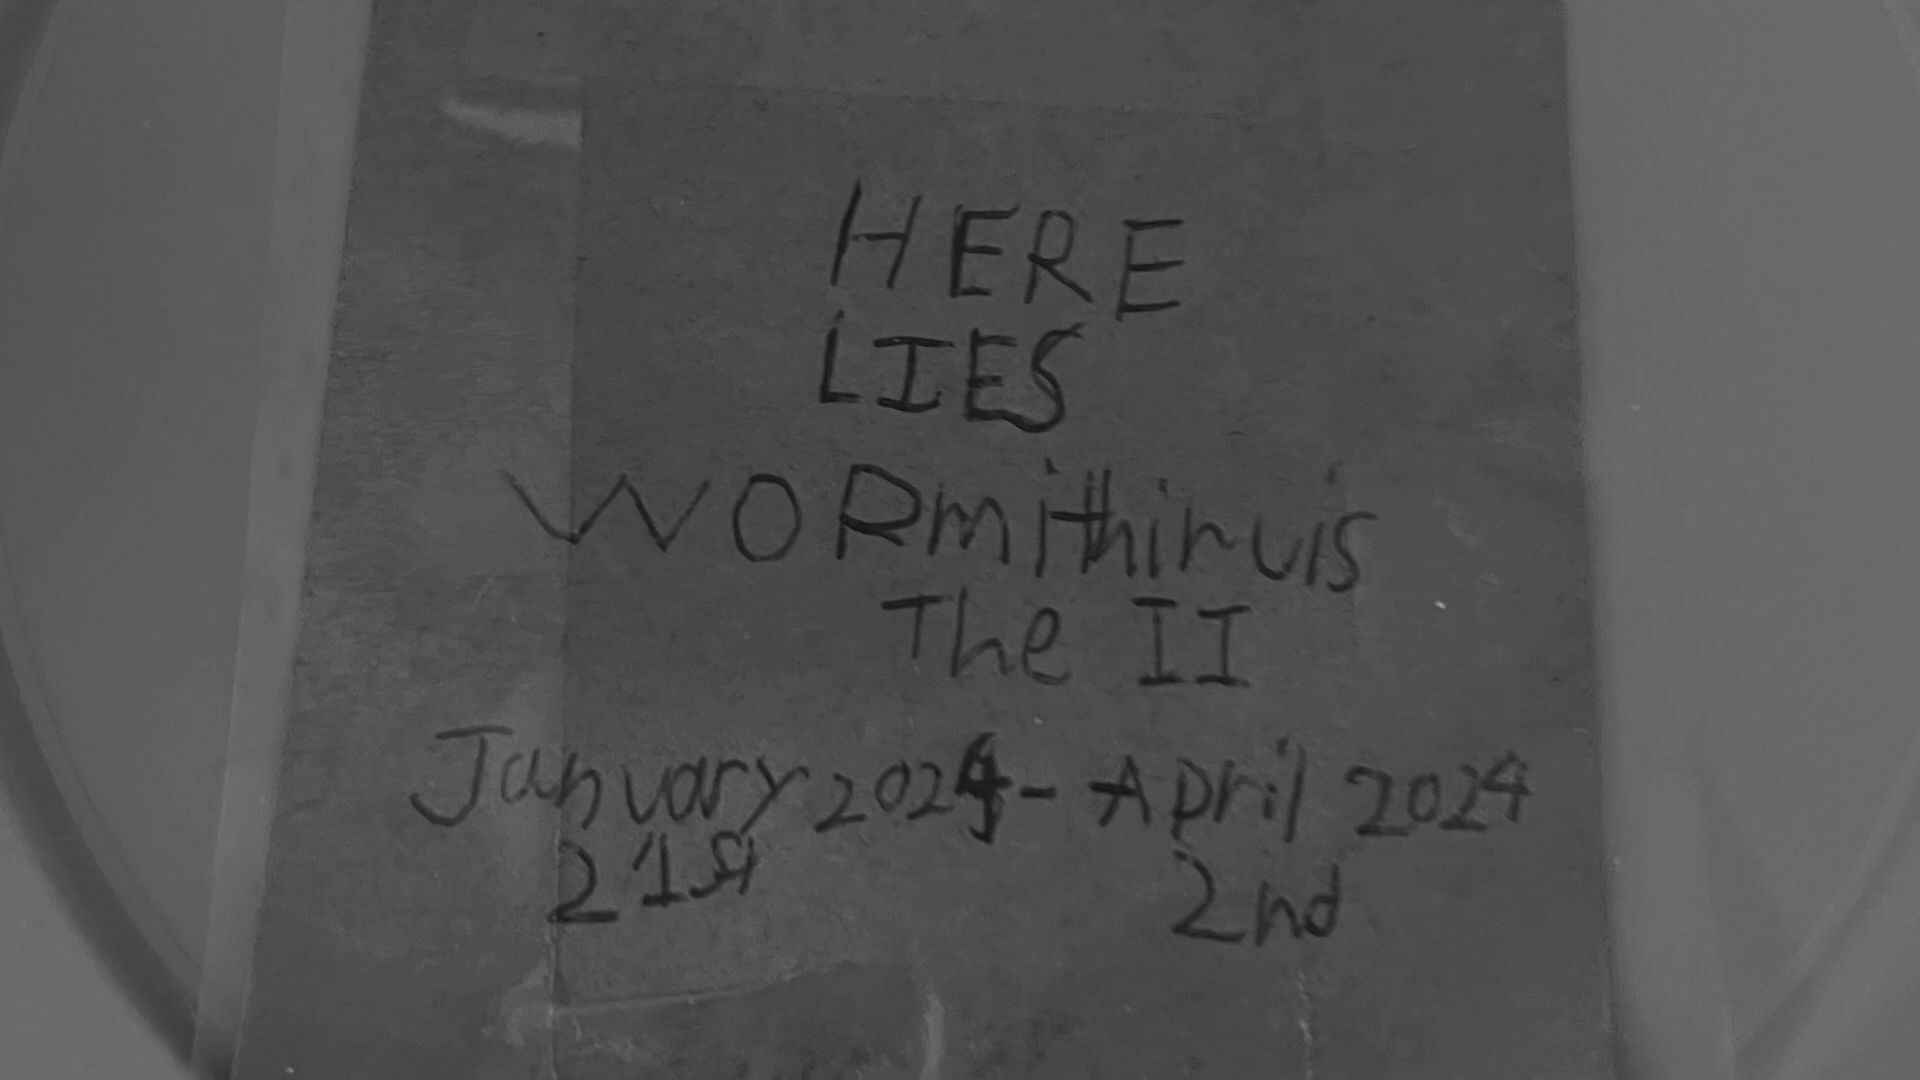 HERE
LIES
WORmithinuis
The II
January 2024 - April 2024
21st 2nd